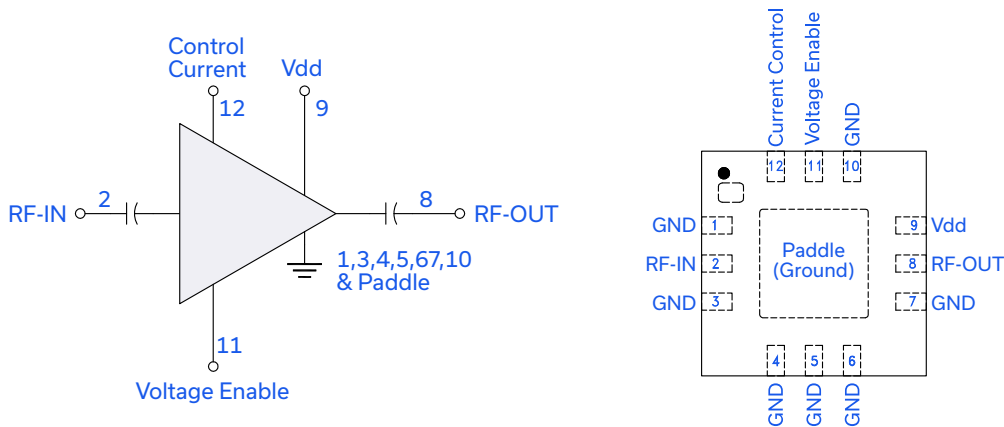 Control
Current
Vdd
12
9
2
8
RF-IN
RF-OUT
1,3,4,5,67,10
& Paddle
11
Voltage Enable
Current Control
Voltage Enable
GND
12
11
10
GND
1
9
Vdd
Paddle
(Ground)
RF-IN
2
8
RF-OUT
GND
3
7
GND
4
5
6
GND
GND
GND